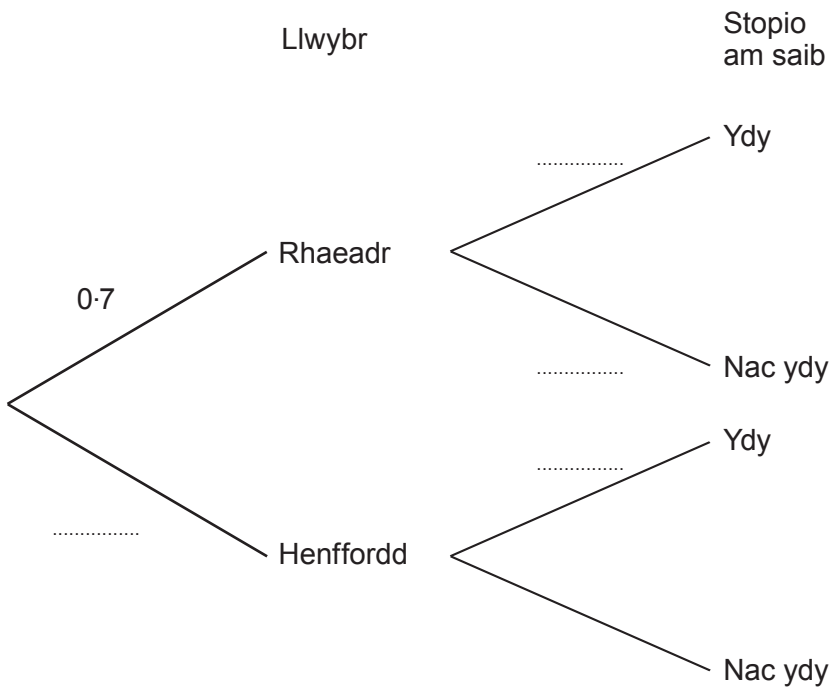 Llwybr
Stopio
am saib
Ydy
................
Rhaeadr
0·7
................
Nac ydy
Ydy
................
................
Henffordd
Nac ydy